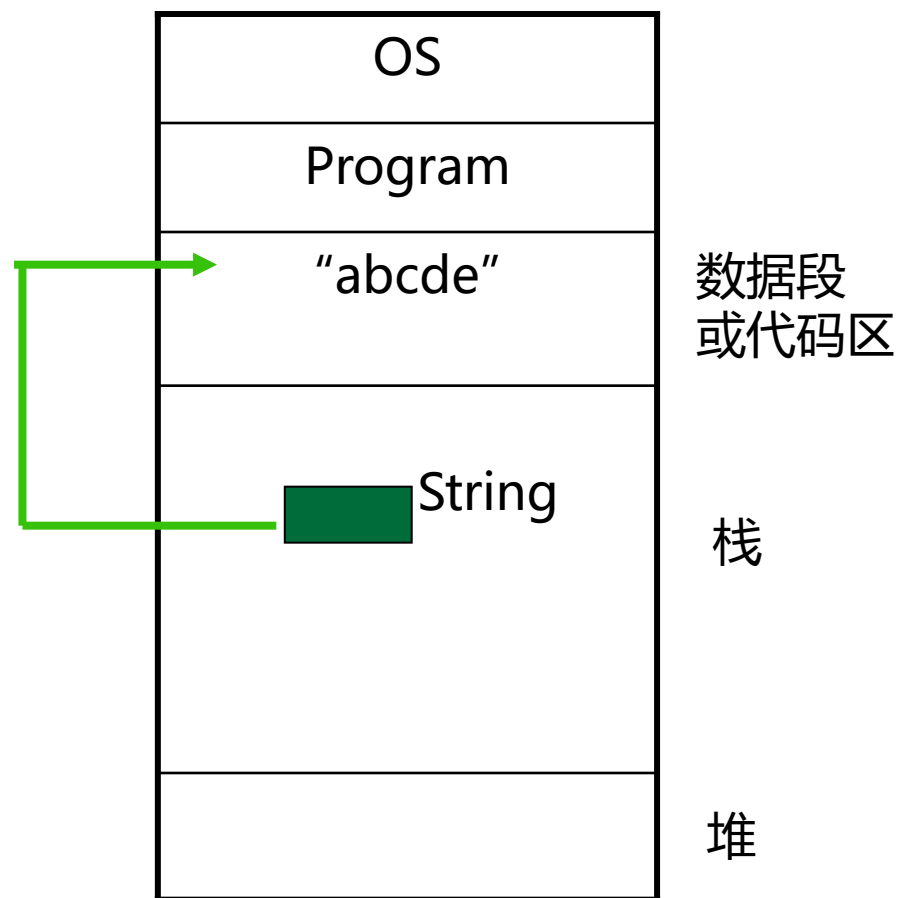 OS
Program
“abcde”
数据段
或代码区
String
栈
堆